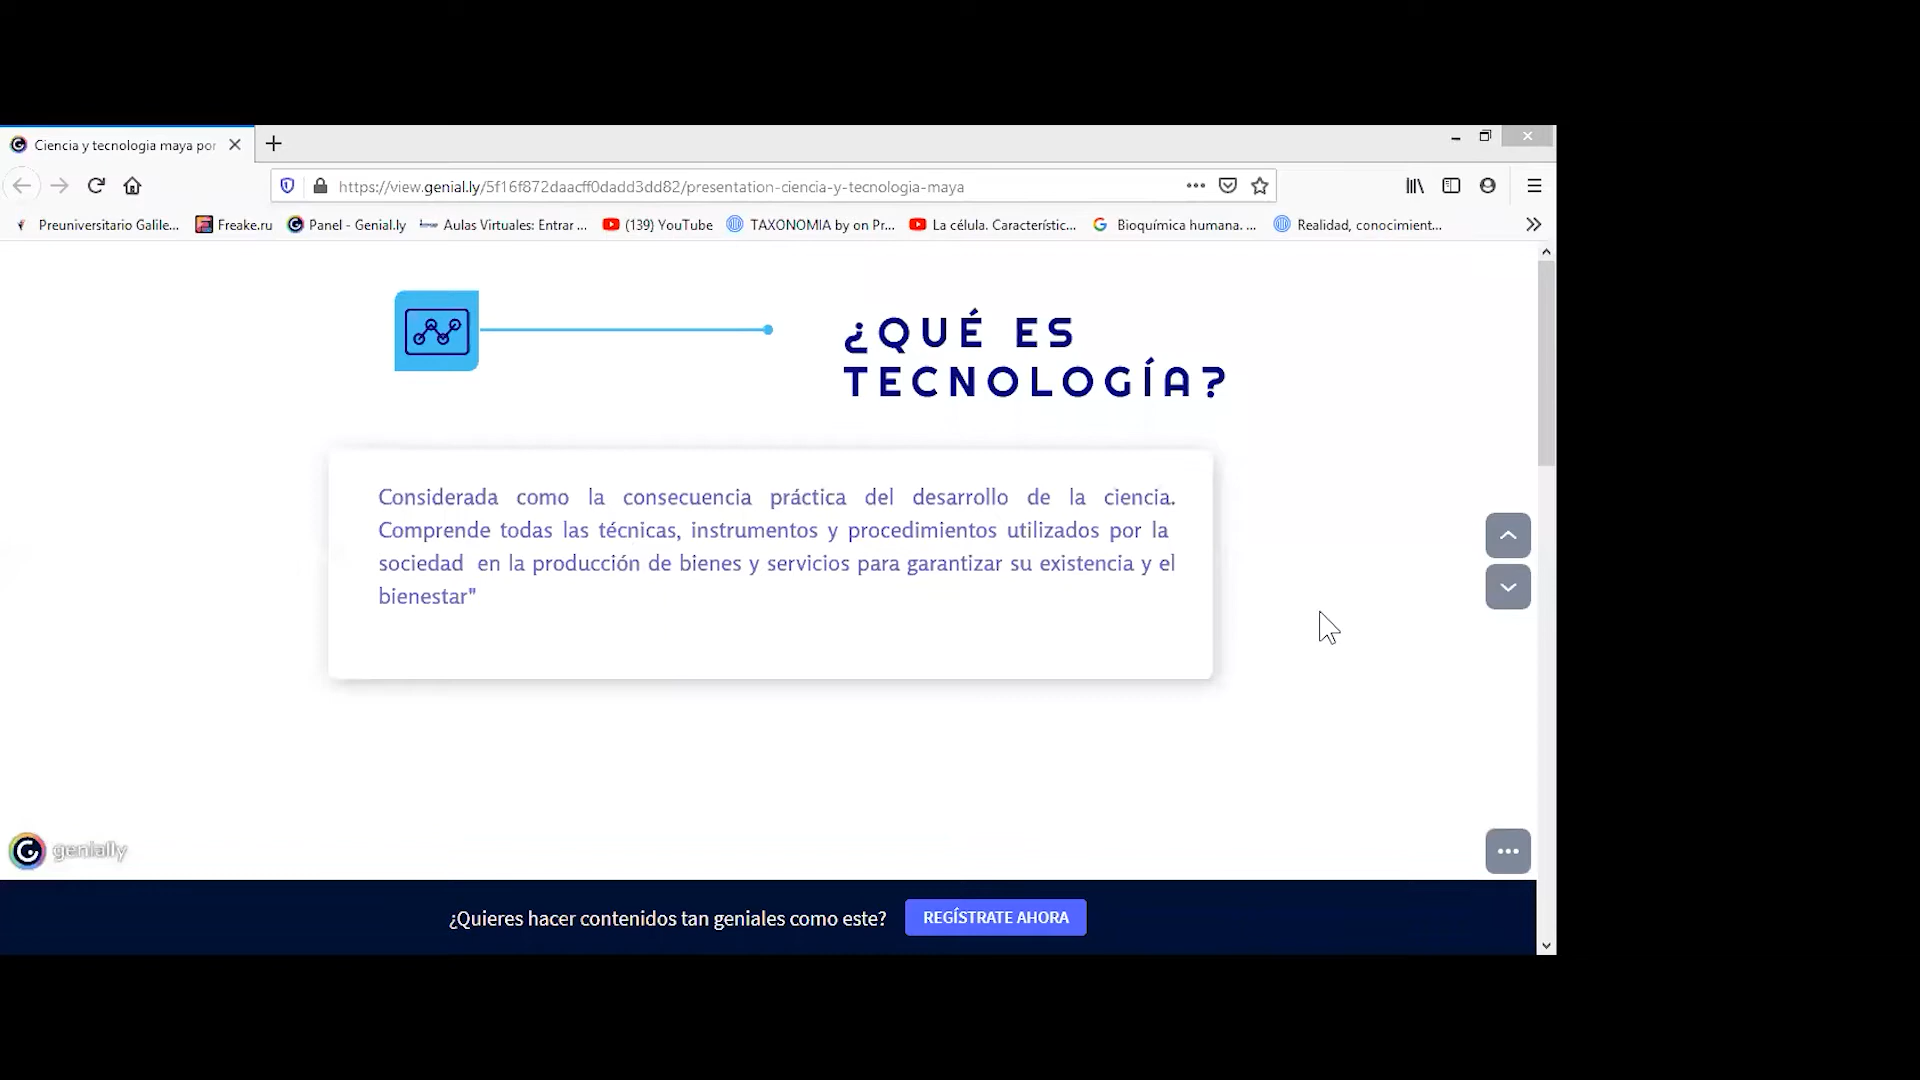 Ciencia y tecnologia maya por
https://view.genial.ly/5f16f872daacff0dadd3dd82/presentation-ciencia-y-tecnologia-maya
Preuniversitario Galile... Freake.ru Panel - Genial.ly Aulas Virtuales: Entrar ... (139) YouTube TAXONOMIA by on Pr... La célula. Característic... Bioquímica humana. ... Realidad, conocimient...
¿QUÉ ES
TECNOLOGÍA?
Considerada como la consecuencia práctica del desarrollo de la ciencia.
Comprende todas las técnicas, instrumentos y procedimientos utilizados por la
sociedad en la producción de bienes y servicios para garantizar su existencia y el
bienestar"
genially
¿Quieres hacer contenidos tan geniales como este? REGÍSTRATE AHORA